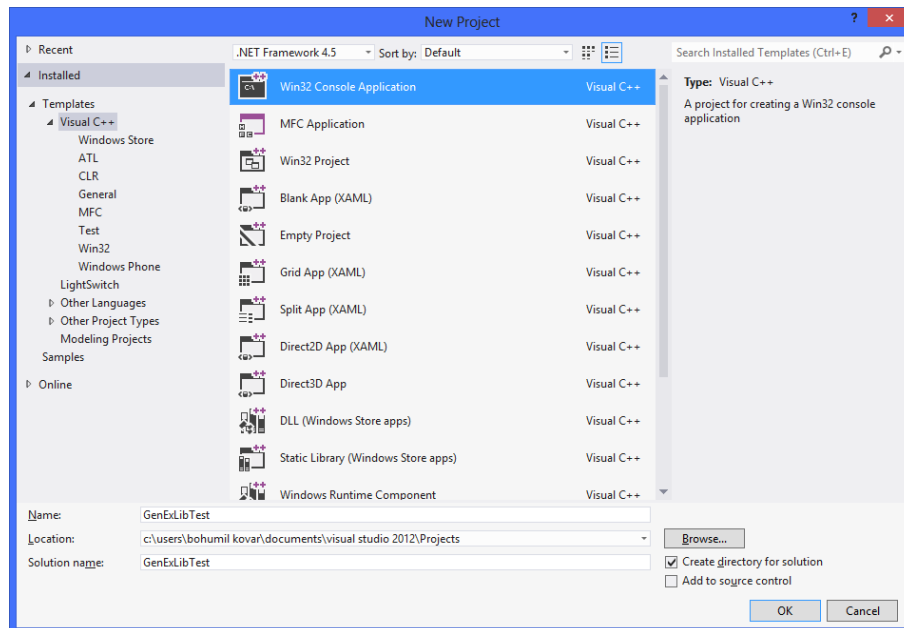 New Project
? ×
Recent
Installed
Templates
Visual C++
Windows Store
ATL
CLR
General
MFC
Test
Win32
Windows Phone
LightSwitch
Other Languages
Other Project Types
Modeling Projects
Samples
Online
.NET Framework 4.5 Sort by: Default
Win32 Console Application Visual C++
MFC Application Visual C++
Win32 Project Visual C++
Blank App (XAML) Visual C++
Empty Project Visual C++
Grid App (XAML) Visual C++
Split App (XAML) Visual C++
Direct2D App (XAML) Visual C++
Direct3D App Visual C++
DLL (Windows Store apps) Visual C++
Static Library (Windows Store apps) Visual C++
Windows Runtime Component Visual C++
Search Installed Templates (Ctrl+E)
Type: Visual C++
A project for creating a Win32 console
application
Name: GenExLibTest
Location: c:\users\bohumil kovar\documents\visual studio 2012\Projects
Browse...
Solution name: GenExLibTest
Create directory for solution
Add to source control
OK Cancel